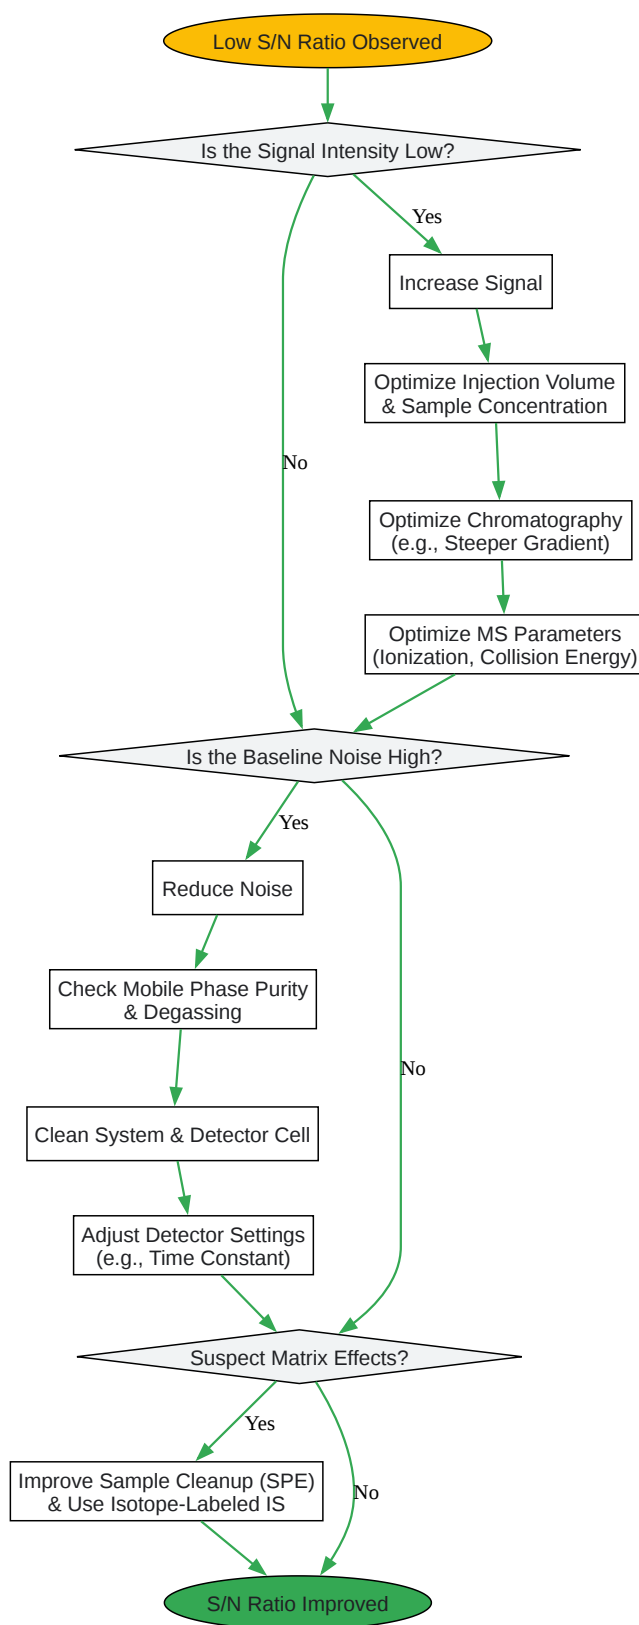 Low S/N Ratio Observed
Is the Signal Intensity Low?
Yes
Increase Signal
Optimize Injection Volume
& Sample Concentration
No
Optimize Chromatography
(e.g., Steeper Gradient)
Optimize MS Parameters
(Ionization, Collision Energy)
Is the Baseline Noise High?
Yes
Reduce Noise
Check Mobile Phase Purity
& Degassing
No
Clean System & Detector Cell
Adjust Detector Settings
(e.g., Time Constant)
Suspect Matrix Effects?
Yes
Improve Sample Cleanup (SPE)
& Use Isotope-Labeled IS
No
S/N Ratio Improved